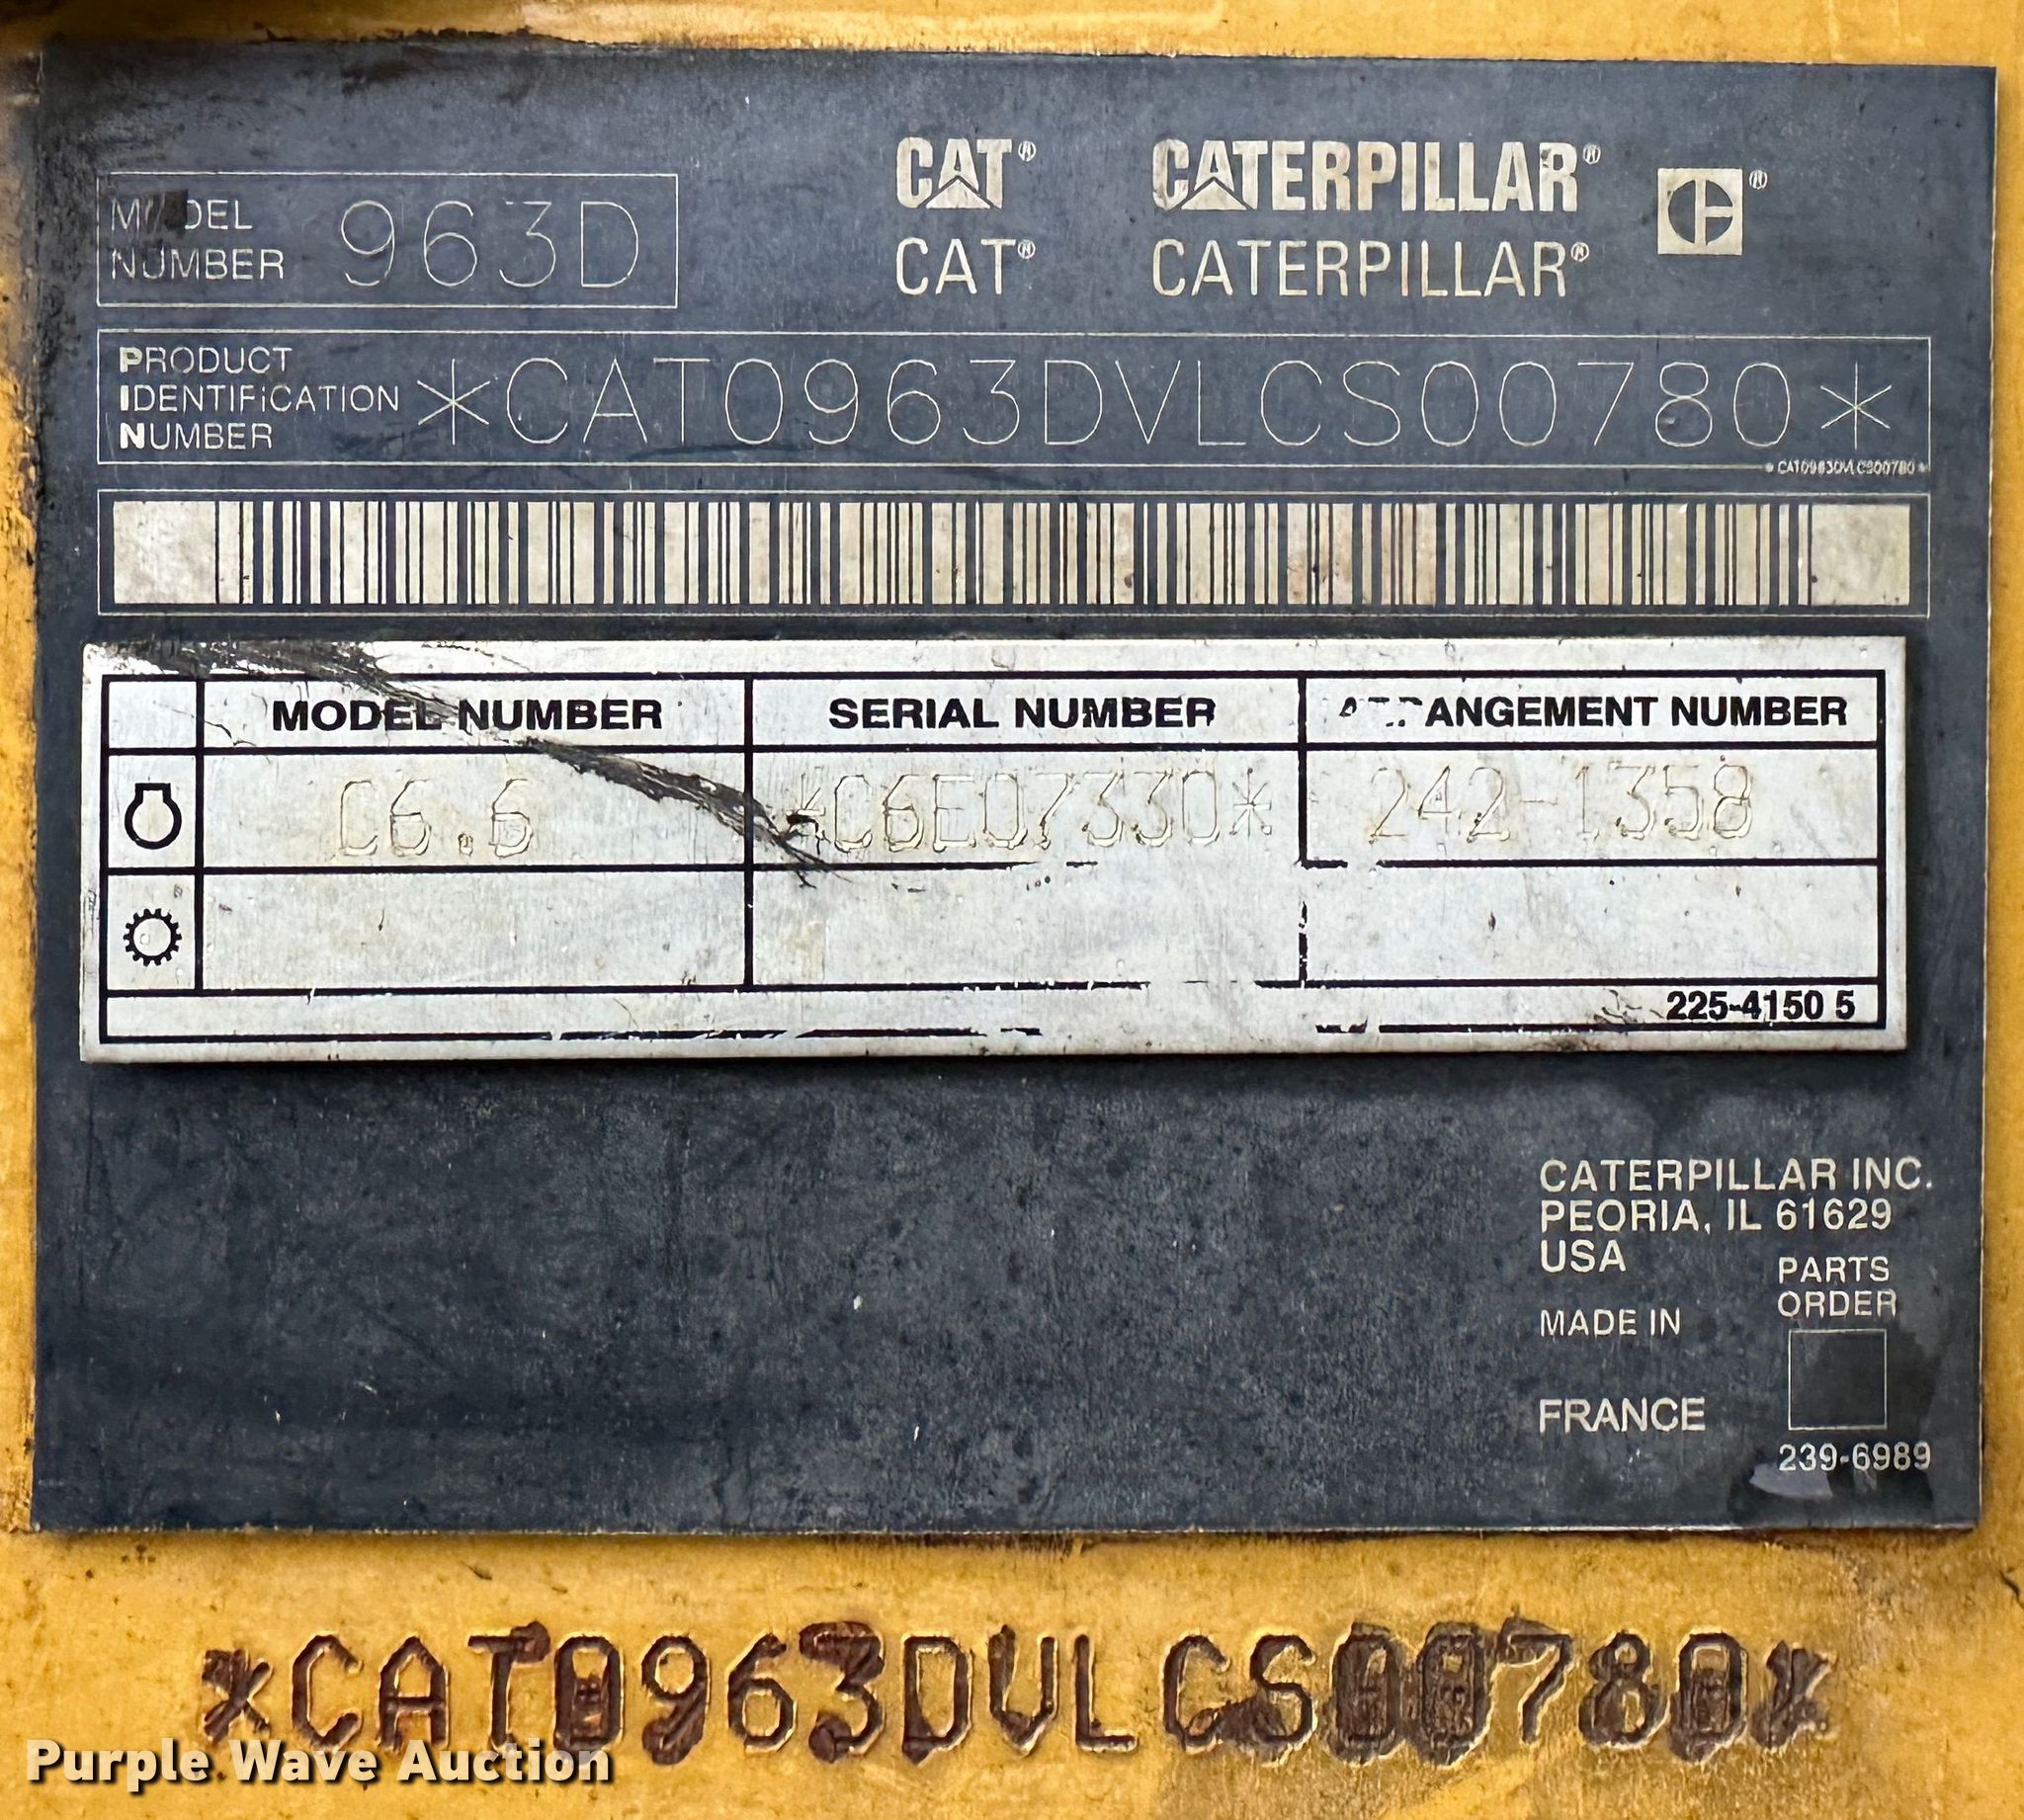 MODEL
NUMBER 963D
CAT® CATERPILLAR® ®
CAT® CATERPILLAR®
PRODUCT
IDENTIFICATION
NUMBER
*CAT0963DVLCS00780*
*CAT0963DVLCS00780*
MODEL NUMBER SERIAL NUMBER ARRANGEMENT NUMBER
C6.6 *C6E07330* 242-1358
225-4150 5
CATERPILLAR INC.
PEORIA, IL 61629
USA
PARTS
ORDER
MADE IN
FRANCE
239-6989
*CAT0963DVLCS00780*
Purple Wave Auction